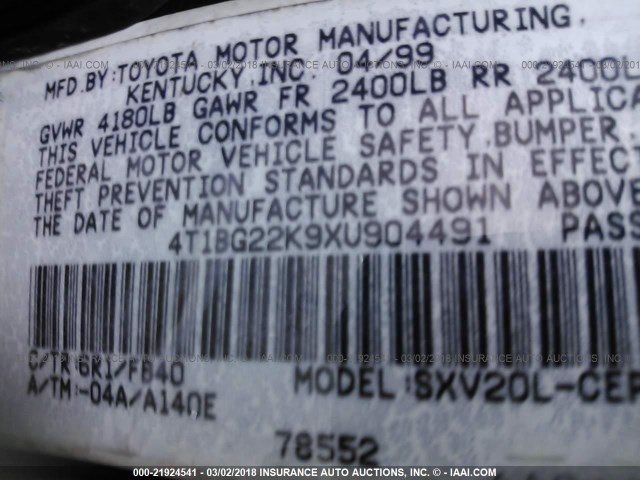 MFD.BY:TOYOTA MOTOR MANUFACTURING,
KENTUCKY,INC. 04/99
GVWR 4180LB GAWR FR 2400LB RR 2400L
THIS VEHICLE CONFORMS TO ALL APPLICA
FEDERAL MOTOR VEHICLE SAFETY,BUMPER
THEFT PREVENTION STANDARDS IN EFFECT
THE DATE OF MANUFACTURE SHOWN ABOVE
4T1BG22K9XU904491 PASS
C/TR:6R1/FB40
A/TM:-04A/A140E
MODEL:SXV20L-CEP
78552
000-21924541 - 03/02/2018 - INSURANCE AUTO AUCTIONS - © IAAI.COM